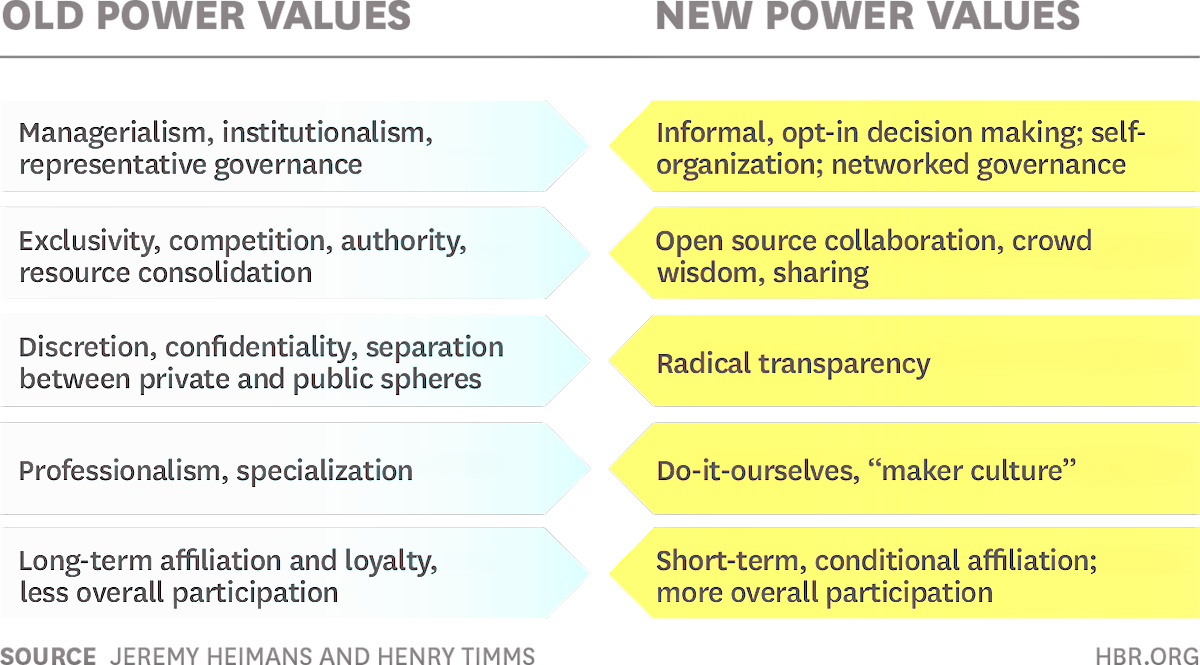 OLD POWER VALUES
NEW POWER VALUES
Managerialism, institutionalism,
representative governance
Informal, opt-in decision making; self-
organization; networked governance
Exclusivity, competition, authority,
resource consolidation
Open source collaboration, crowd
wisdom, sharing
Discretion, confidentiality, separation
between private and public spheres
Radical transparency
Professionalism, specialization
Do-it-ourselves, “maker culture”
Long-term affiliation and loyalty,
less overall participation
Short-term, conditional affiliation;
more overall participation
SOURCE JEREMY HEIMANS AND HENRY TIMMS
HBR.ORG